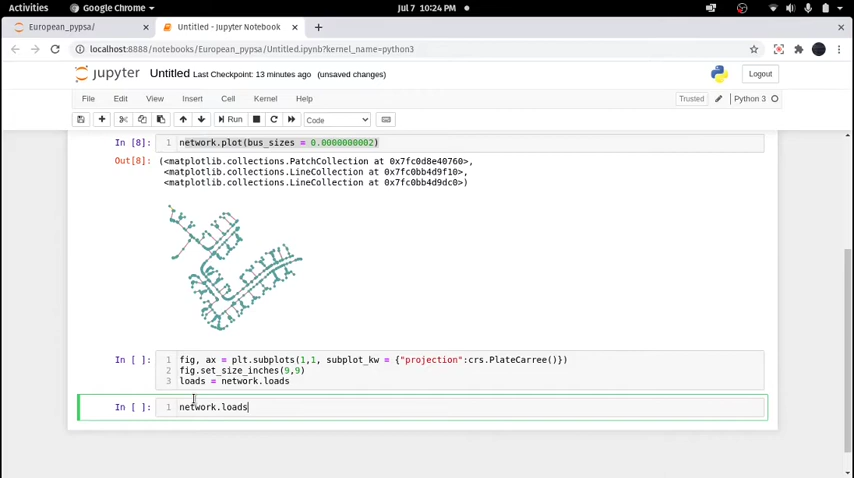 Activities
Google Chrome
Jul 7 10:24 PM
European_pypsa/
Untitled - Jupyter Notebook
localhost:8888/notebooks/European_pypsa/Untitled.ipynb?kernel_name=python3
jupyter Untitled Last Checkpoint: 13 minutes ago (unsaved changes)
Logout
File Edit View Insert Cell Kernel Help
Trusted
Python 3
Run
Code
In [8]: 1 network.plot(bus_sizes = 0.0000000002)
Out[8]: (<matplotlib.collections.PatchCollection at 0x7fc0d8e40760>,
<matplotlib.collections.LineCollection at 0x7fc0bb4d9f10>,
<matplotlib.collections.LineCollection at 0x7fc0bb4d9dc0>)
In [ ]: 1 fig, ax = plt.subplots(1,1, subplot_kw = {"projection":crs.PlateCarree()})
2 fig.set_size_inches(9,9)
3 loads = network.loads
In [ ]: 1 network.loads